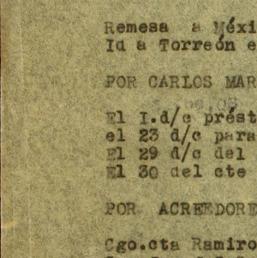 Remesa a Méxi
Id a Torreón e
POR CARLOS MAR
El I.d/c prést
el 23 d/c para
El 29 d/c del
El 30 del cte
POR ACREEDORE
Cgo.cta Ramiro